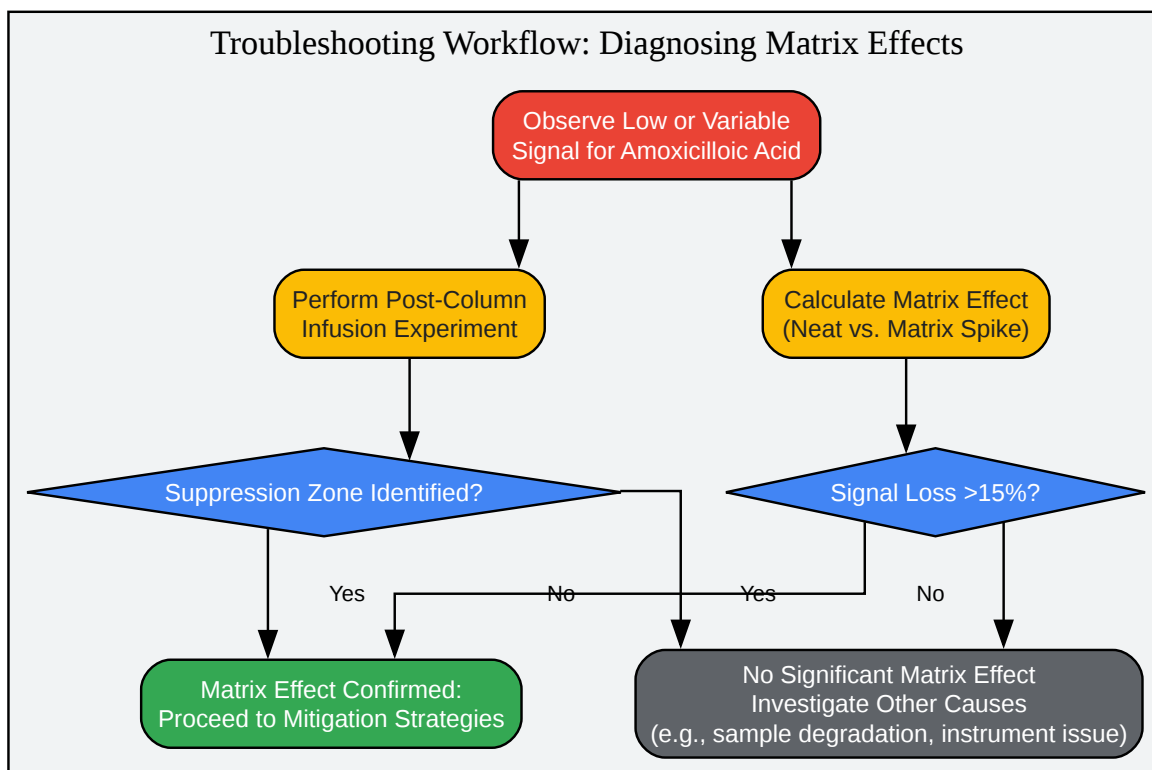 Troubleshooting Workflow: Diagnosing Matrix Effects
Observe Low or Variable
Signal for Amoxicilloic Acid
Perform Post-Column
Infusion Experiment
Calculate Matrix Effect
(Neat vs. Matrix Spike)
Suppression Zone Identified?
Signal Loss >15%?
Yes
No
Yes
No
Matrix Effect Confirmed:
Proceed to Mitigation Strategies
No Significant Matrix Effect
Investigate Other Causes
(e.g., sample degradation, instrument issue)